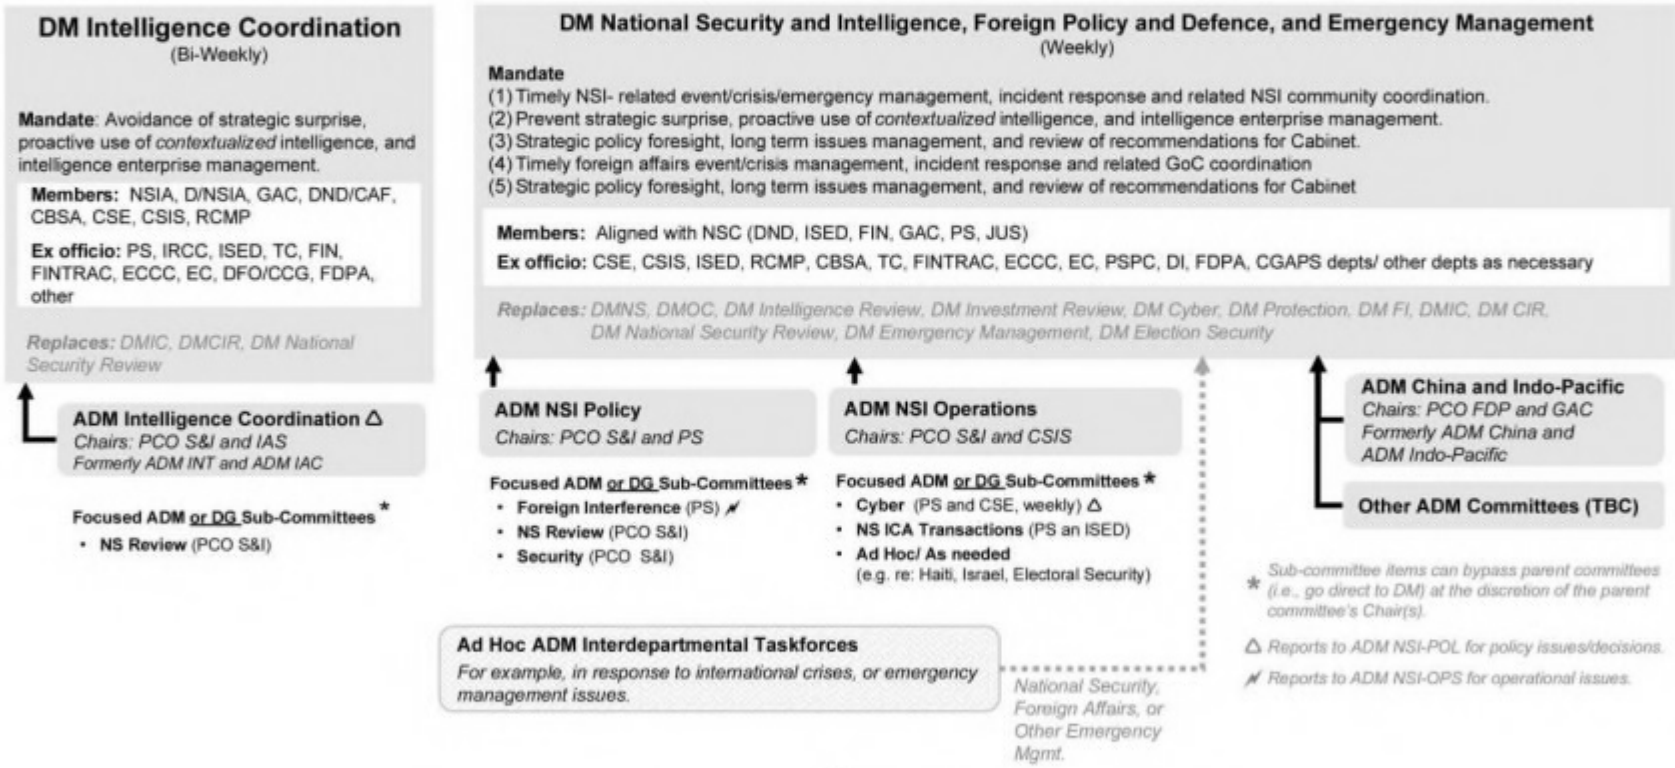 DM Intelligence Coordination
(Bi-Weekly)
Mandate: Avoidance of strategic surprise,
proactive use of contextualized intelligence, and
intelligence enterprise management.
Members: NSIA, D/NSIA, GAC, DND/CAF,
CBSA, CSE, CSIS, RCMP
Ex officio: PS, IRCC, ISED, TC, FIN,
FINTRAC, ECCC, EC, DFO/CCG, FDPA,
other
Replaces: DMIC, DMCIR, DM National
Security Review
ADM Intelligence Coordination △
Chairs: PCO S&I and IAS
Formerly ADM INT and ADM IAC
Focused ADM or DG Sub-Committees *
• NS Review (PCO S&I)
DM National Security and Intelligence, Foreign Policy and Defence, and Emergency Management
(Weekly)
Mandate
(1) Timely NSI- related event/crisis/emergency management, incident response and related NSI community coordination.
(2) Prevent strategic surprise, proactive use of contextualized intelligence, and intelligence enterprise management.
(3) Strategic policy foresight, long term issues management, and review of recommendations for Cabinet.
(4) Timely foreign affairs event/crisis management, incident response and related GoC coordination
(5) Strategic policy foresight, long term issues management, and review of recommendations for Cabinet
Members: Aligned with NSC (DND, ISED, FIN, GAC, PS, JUS)
Ex officio: CSE, CSIS, ISED, RCMP, CBSA, TC, FINTRAC, ECCC, EC, PSPC, DI, FDPA, CGAPS depts/ other depts as necessary
Replaces: DMNS, DMOC, DM Intelligence Review, DM Investment Review, DM Cyber, DM Protection, DM FI, DMIC, DM CIR,
DM National Security Review, DM Emergency Management, DM Election Security
ADM NSI Policy
Chairs: PCO S&I and PS
Focused ADM or DG Sub-Committees *
• Foreign Interference (PS)
• NS Review (PCO S&I)
• Security (PCO S&I)
ADM NSI Operations
Chairs: PCO S&I and CSIS
Focused ADM or DG Sub-Committees *
• Cyber (PS and CSE, weekly) △
• NS ICA Transactions (PS an ISED)
• Ad Hoc/ As needed
(e.g. re: Haiti, Israel, Electoral Security)
ADM China and Indo-Pacific
Chairs: PCO FDP and GAC
Formerly ADM China and
ADM Indo-Pacific
Other ADM Committees (TBC)
* Sub-committee items can bypass parent committees
(i.e., go direct to DM) at the discretion of the parent
committee's Chair(s).
△ Reports to ADM NSI-POL for policy issues/decisions.
Reports to ADM NSI-OPS for operational issues.
Ad Hoc ADM Interdepartmental Taskforces
For example, in response to international crises, or emergency
management issues.
National Security,
Foreign Affairs, or
Other Emergency
Mgmt.